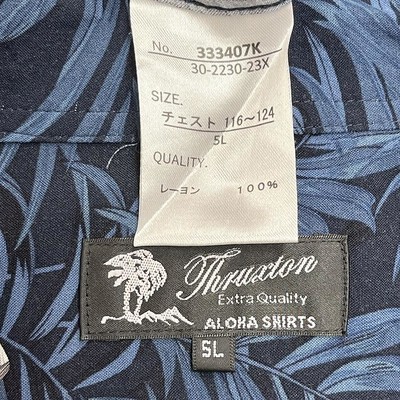 No. 333407K
30-2230-23X
SIZE.
チェスト 116～124
5L
QUALITY.
レーヨン 100%
Thruxton
Extra Quality
ALOHA SHIRTS
5L